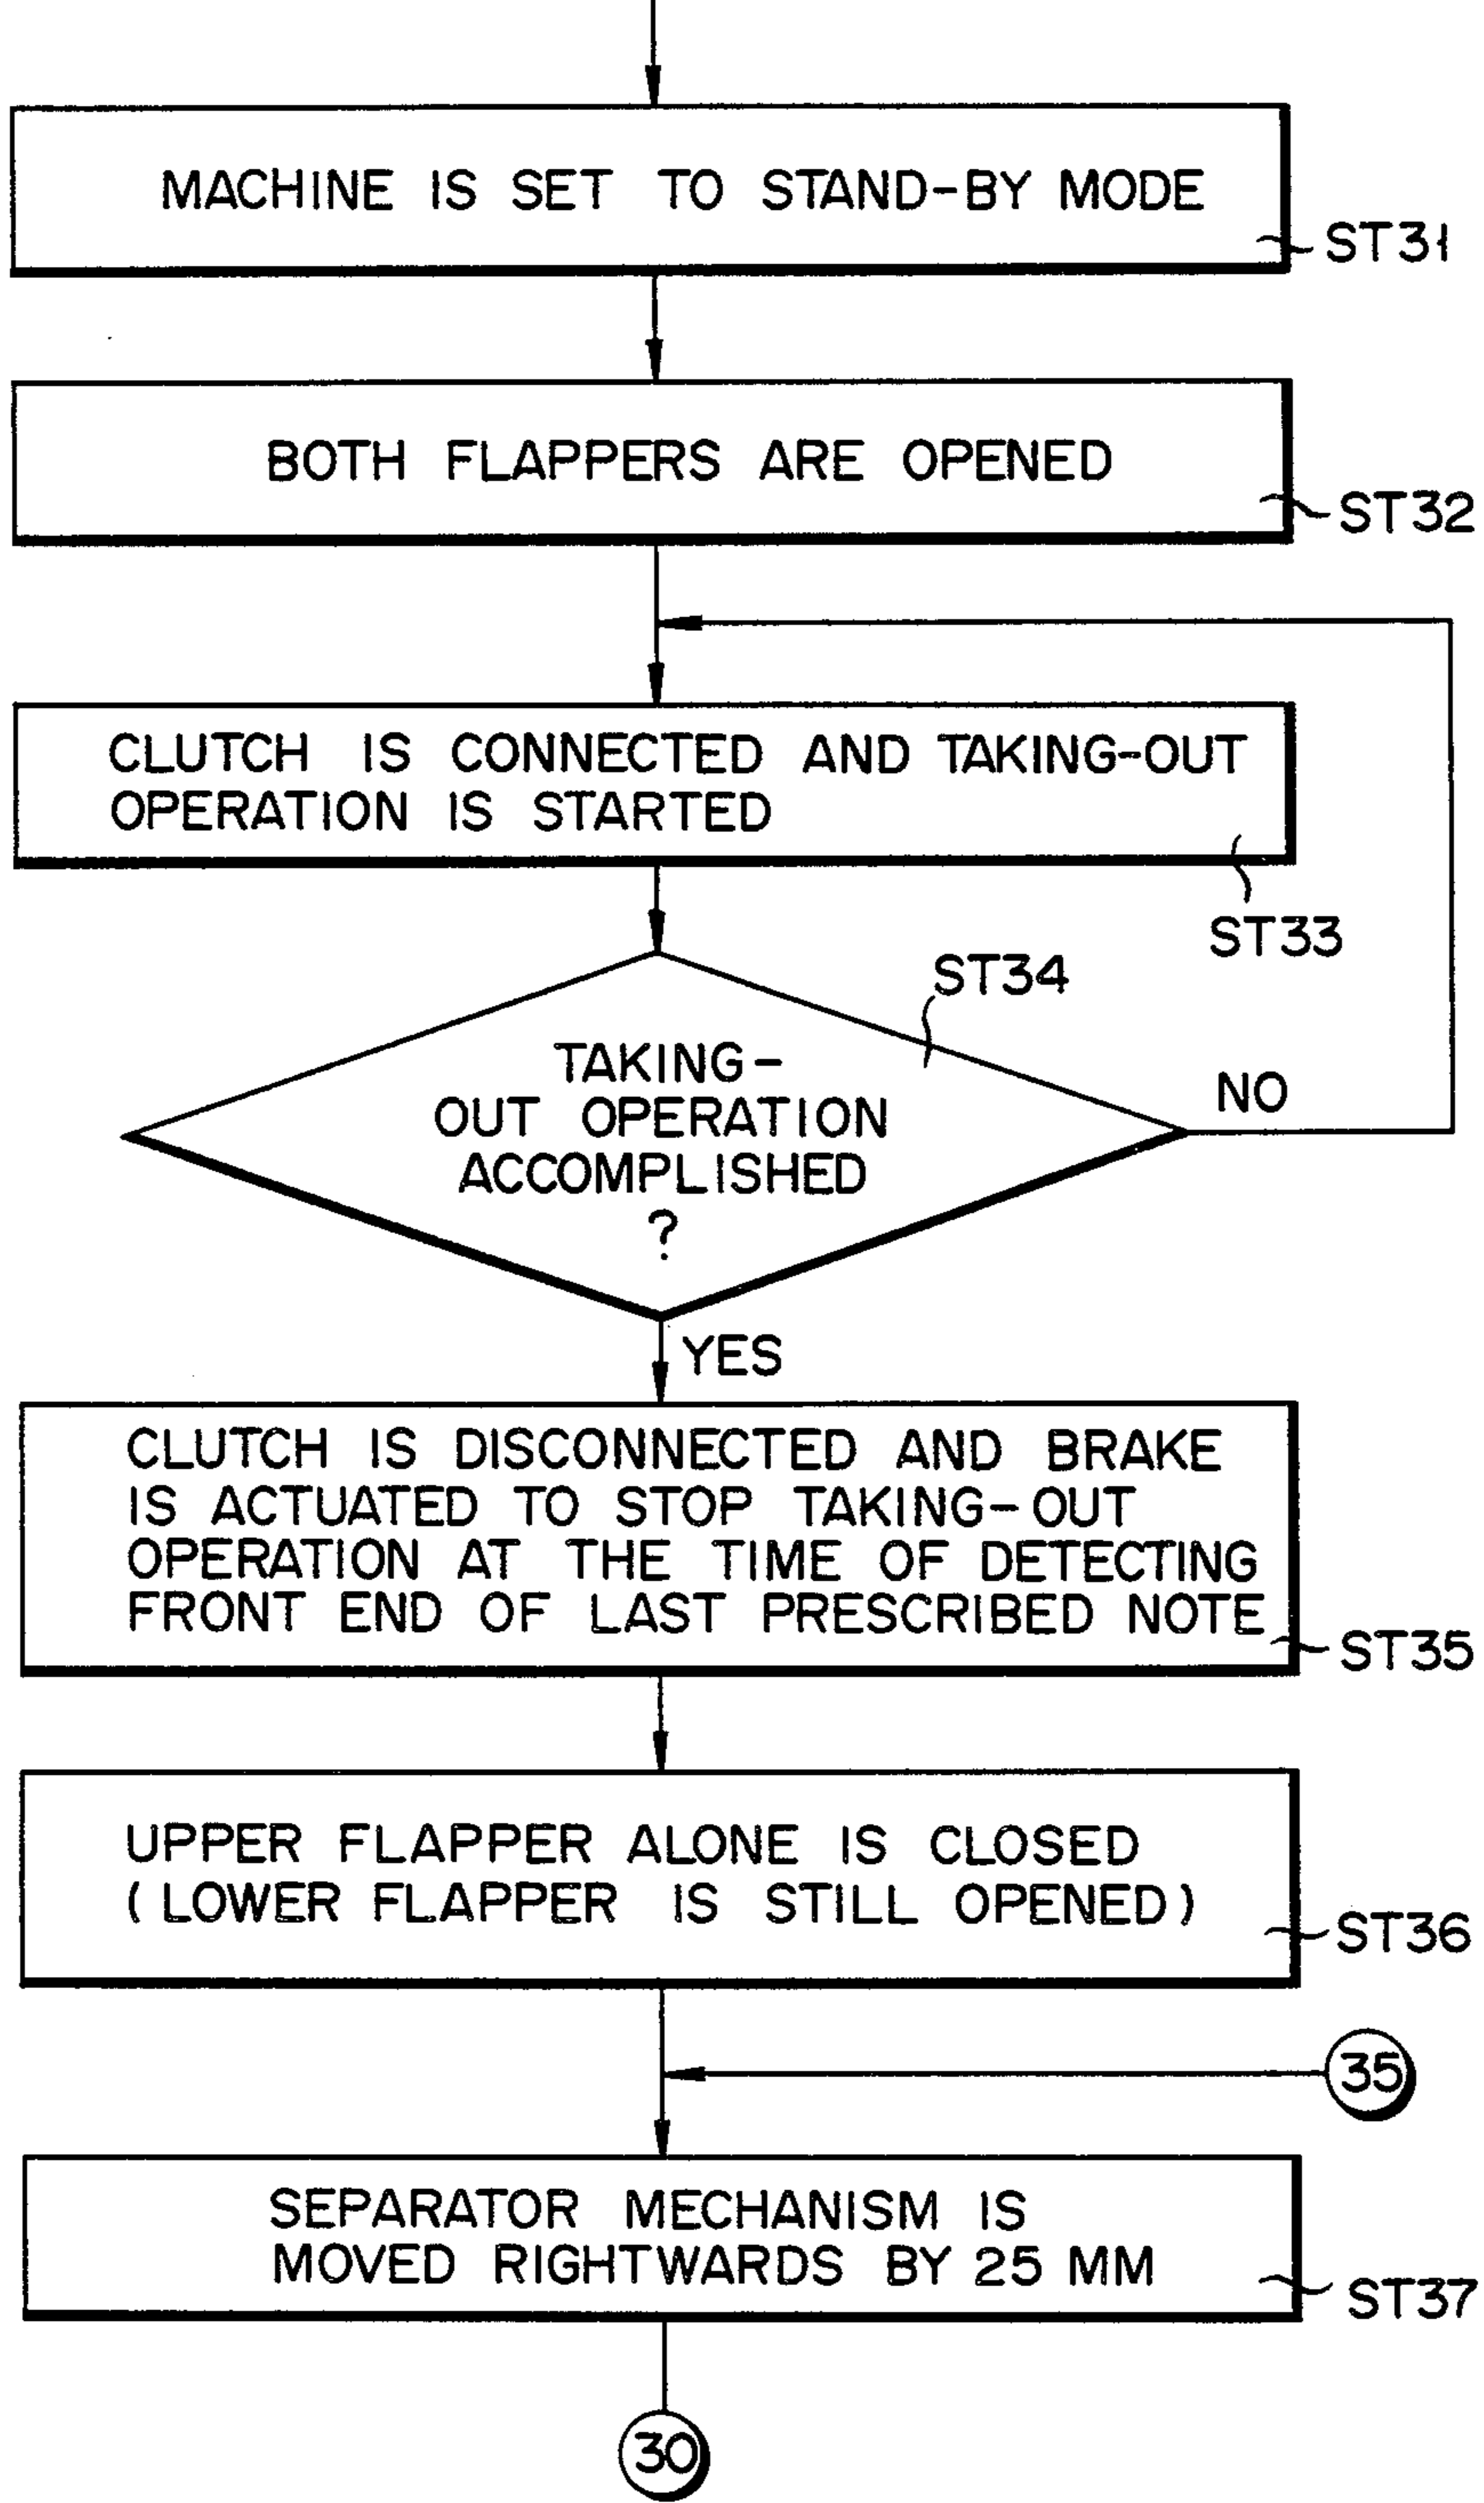 MACHINE IS SET TO STAND-BY MODE
ST31
BOTH FLAPPERS ARE OPENED
ST32
CLUTCH IS CONNECTED AND TAKING-OUT
OPERATION IS STARTED
ST33
ST34
TAKING-
OUT OPERATION
ACCOMPLISHED
?
NO
YES
CLUTCH IS DISCONNECTED AND BRAKE
IS ACTUATED TO STOP TAKING-OUT
OPERATION AT THE TIME OF DETECTING
FRONT END OF LAST PRESCRIBED NOTE
ST35
UPPER FLAPPER ALONE IS CLOSED
(LOWER FLAPPER IS STILL OPENED)
ST36
35
SEPARATOR MECHANISM IS
MOVED RIGHTWARDS BY 25 MM
ST37
30